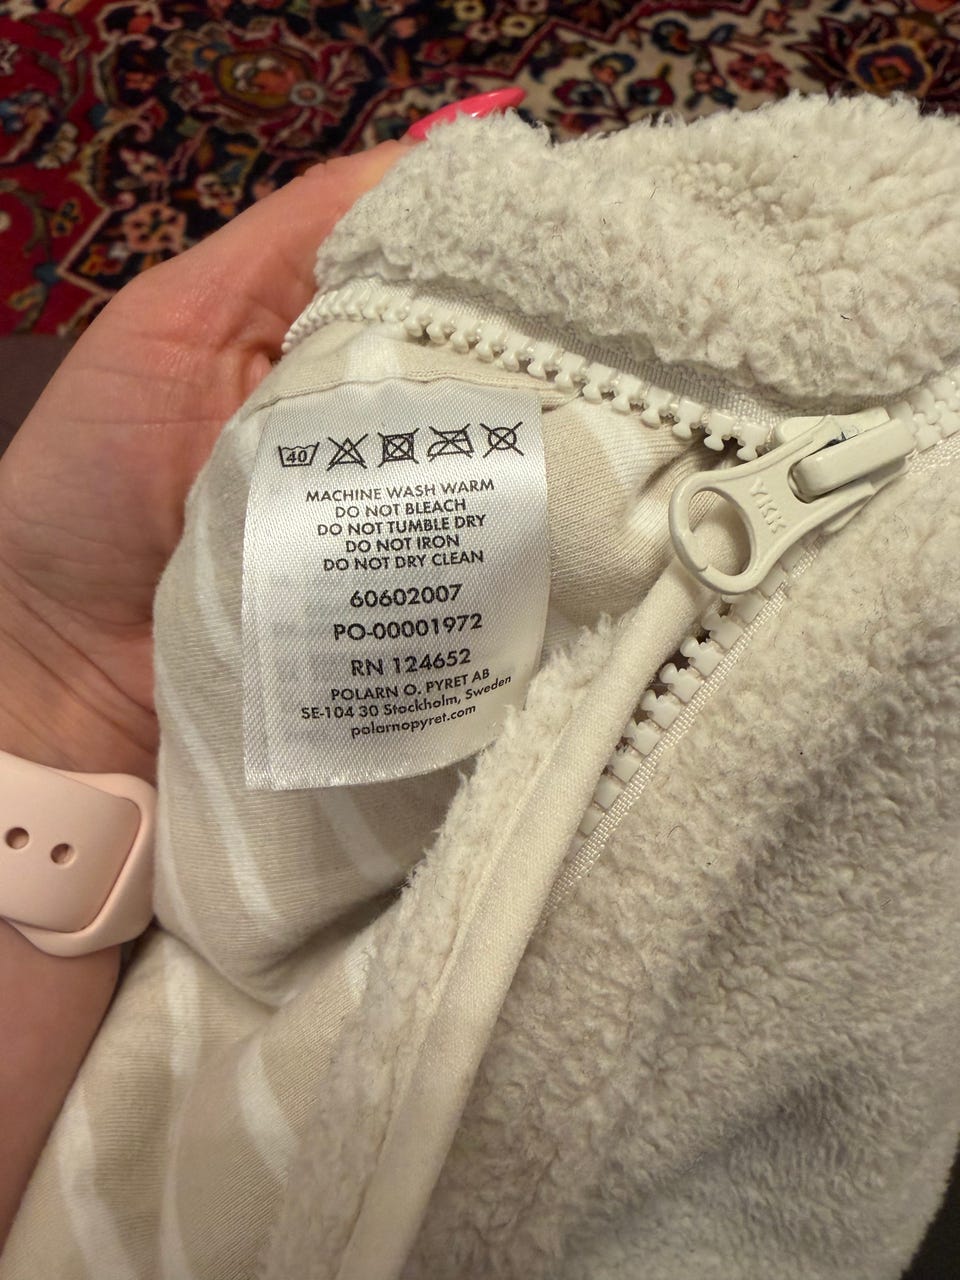 40
MACHINE WASH WARM
DO NOT BLEACH
DO NOT TUMBLE DRY
DO NOT IRON
DO NOT DRY CLEAN
60602007
PO-00001972
RN 124652
POLARN O. PYRET AB
SE-104 30 Stockholm, Sweden
polarnopyret.com
YKK